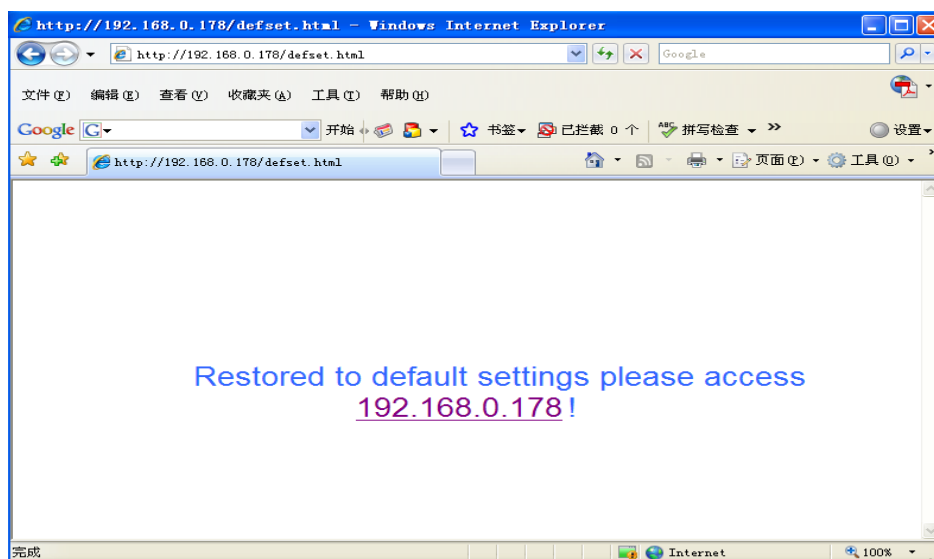 http://192.168.0.178/defset.html - Windows Internet Explorer
http://192.168.0.178/defset.html
Google
文件(F) 编辑(E) 查看(V) 收藏夹(A) 工具(T) 帮助(H)
Google G 开始 书签 已拦截 0 个 ABC 拼写检查 » 设置
http://192.168.0.178/defset.html 页面(P) 工具(O) »
Restored to default settings please access
192.168.0.178!
完成 Internet 100%